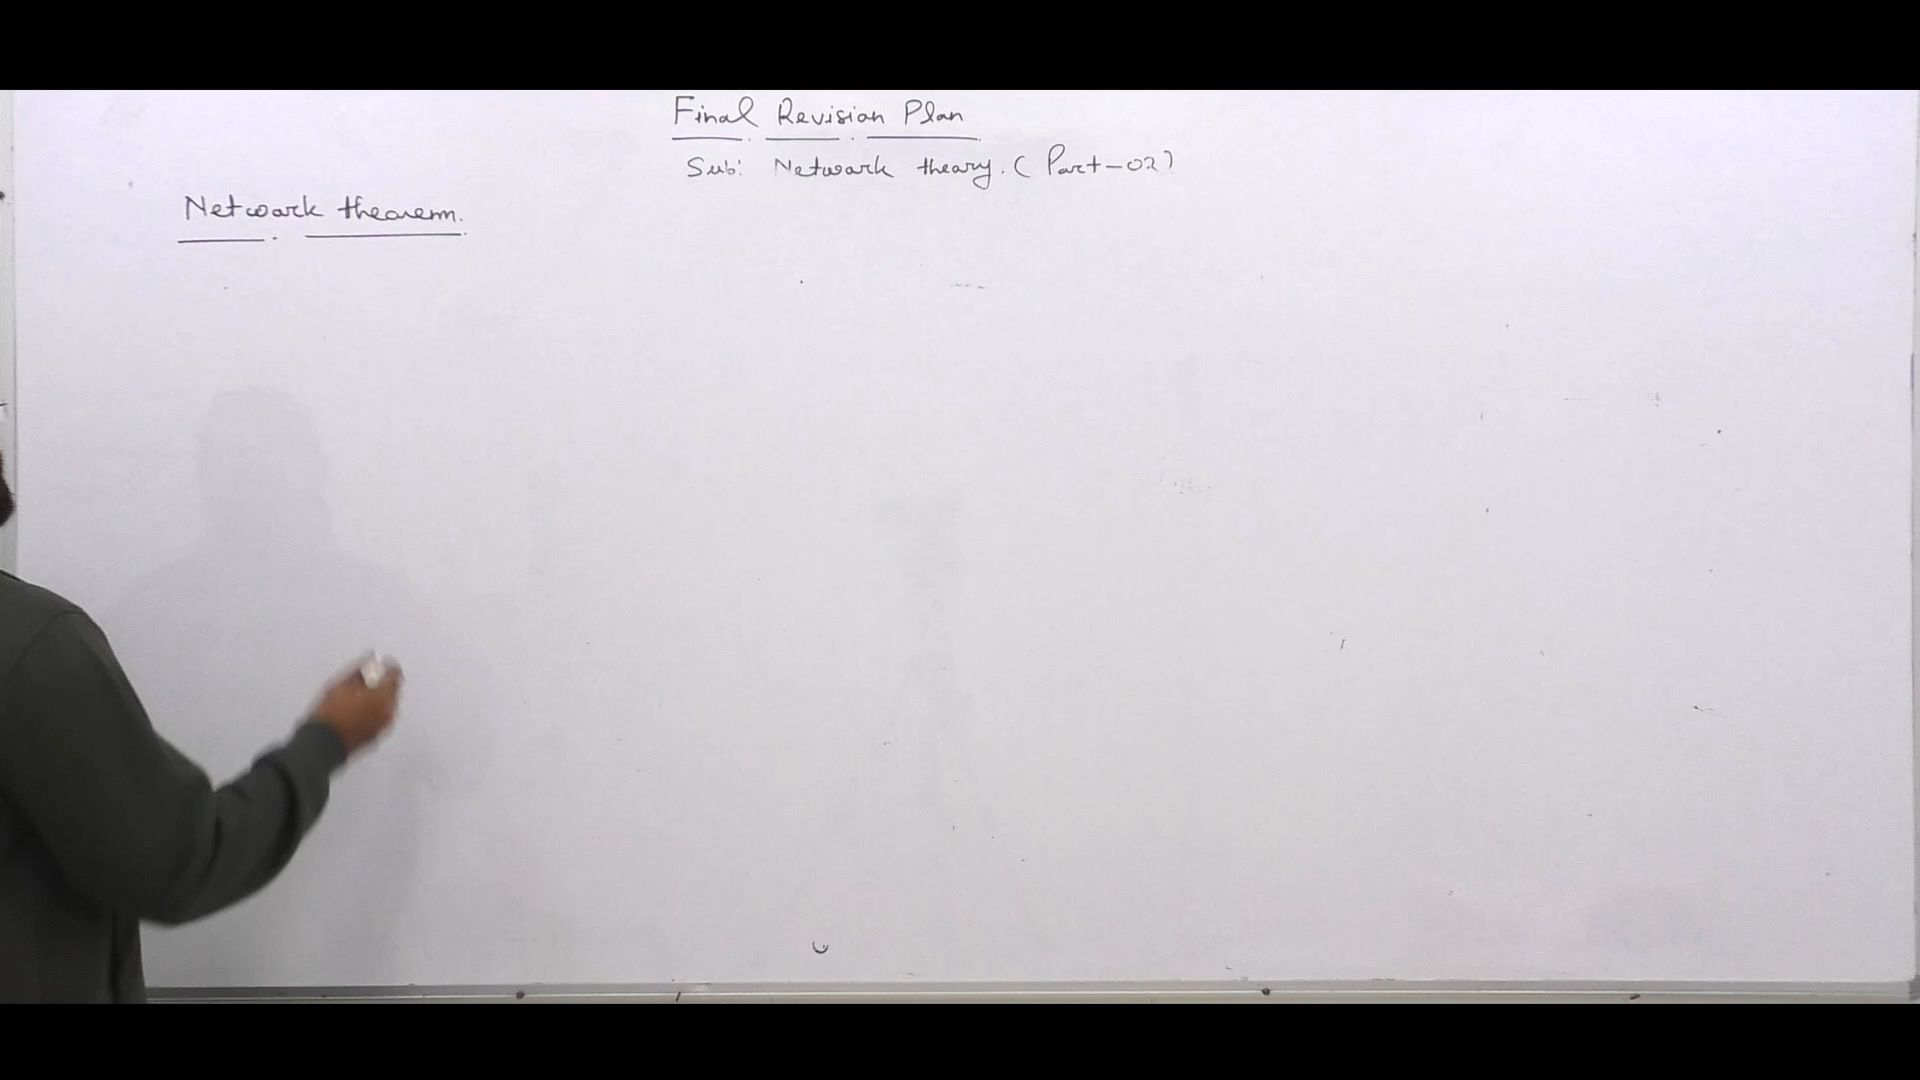 Final Revision Plan
Sub: Network theory. (Part-02)
Network theorem.